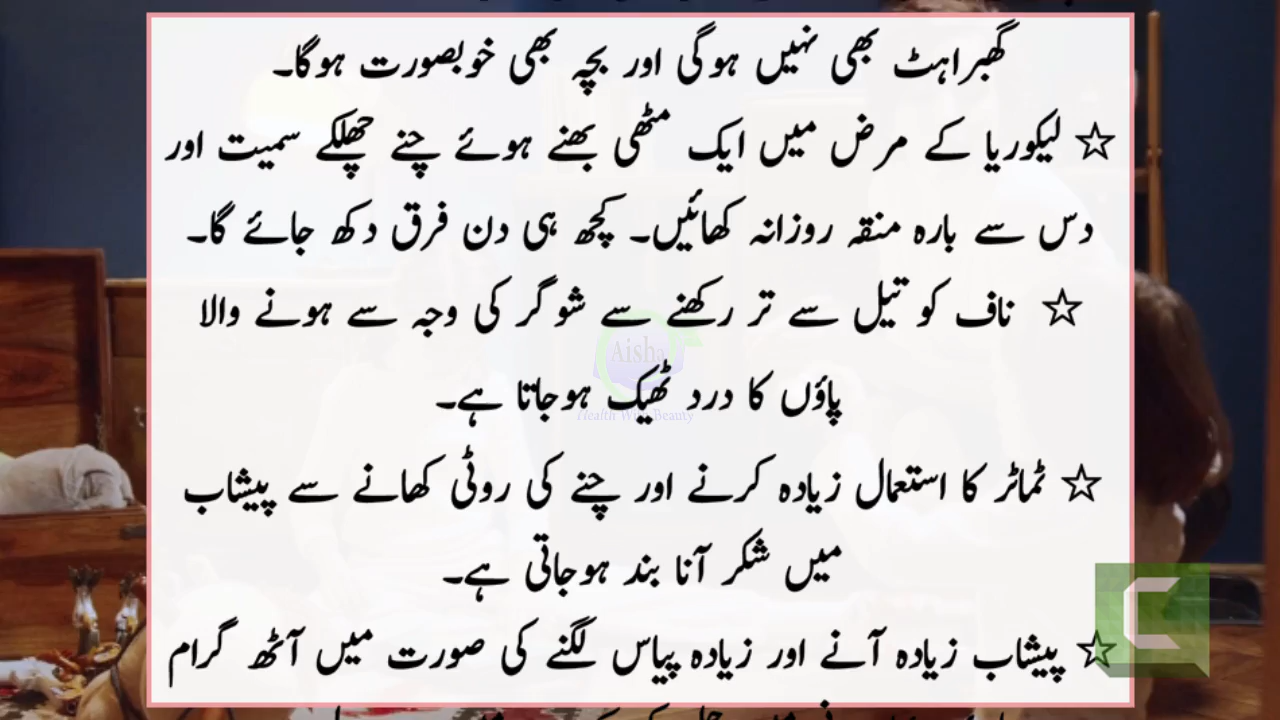 گھبراہٹ بھی نہیں ہوگی اور بچہ بھی خوبصورت ہوگا۔
☆ لیکوریا کے مرض میں ایک مٹھی بھنے ہوئے چنے چھلکے سمیت اور
دس سے بارہ منقہ روزانہ کھائیں۔ کچھ ہی دن فرق دکھ جائے گا۔
☆ ناف کو تیل سے تر رکھنے سے شوگر کی وجہ سے ہونے والا
پاؤں کا درد ٹھیک ہوجاتا ہے۔
Aisha
Health With Beauty
☆ ٹماٹر کا استعمال زیادہ کرنے اور چنے کی روٹی کھانے سے پیشاب
میں شکر آنا بند ہوجاتی ہے۔
☆ پیشاب زیادہ آنے اور زیادہ پیاس لگنے کی صورت میں آٹھ گرام